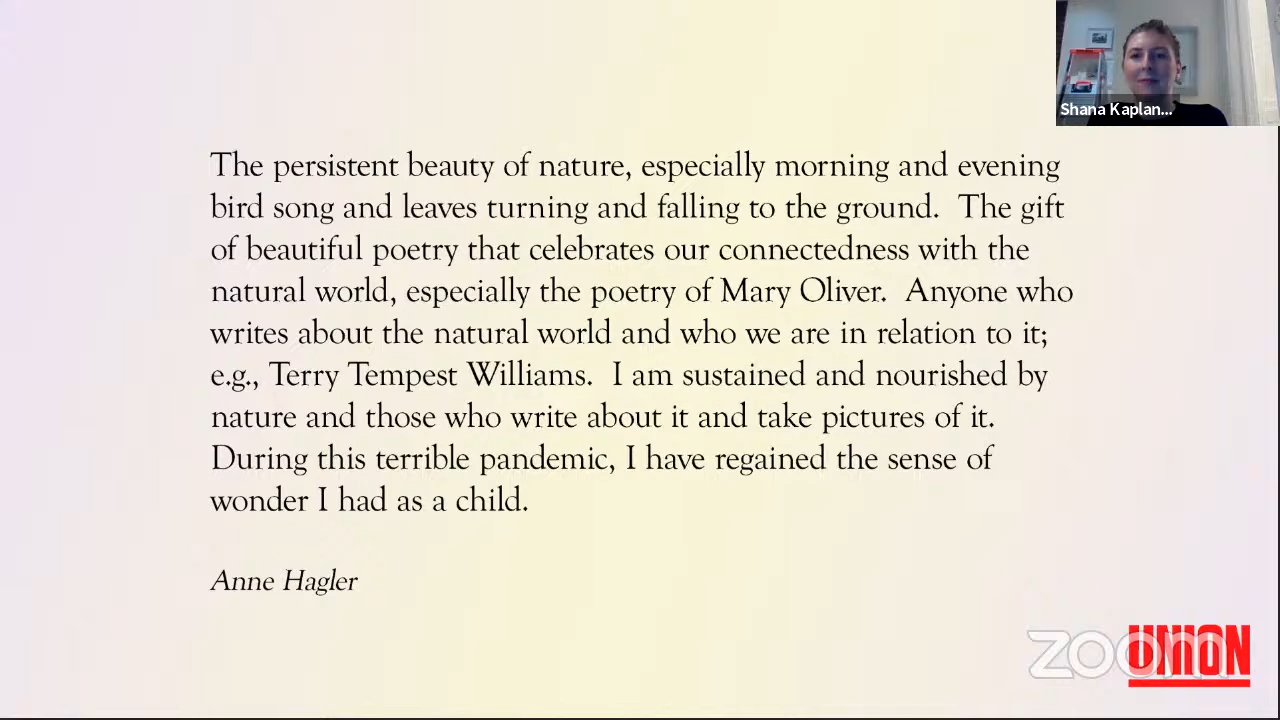 Shana Kaplan...
The persistent beauty of nature, especially morning and evening
bird song and leaves turning and falling to the ground.  The gift
of beautiful poetry that celebrates our connectedness with the
natural world, especially the poetry of Mary Oliver.  Anyone who
writes about the natural world and who we are in relation to it;
e.g., Terry Tempest Williams.  I am sustained and nourished by
nature and those who write about it and take pictures of it.
During this terrible pandemic, I have regained the sense of
wonder I had as a child.
Anne Hagler
zoom
UNION